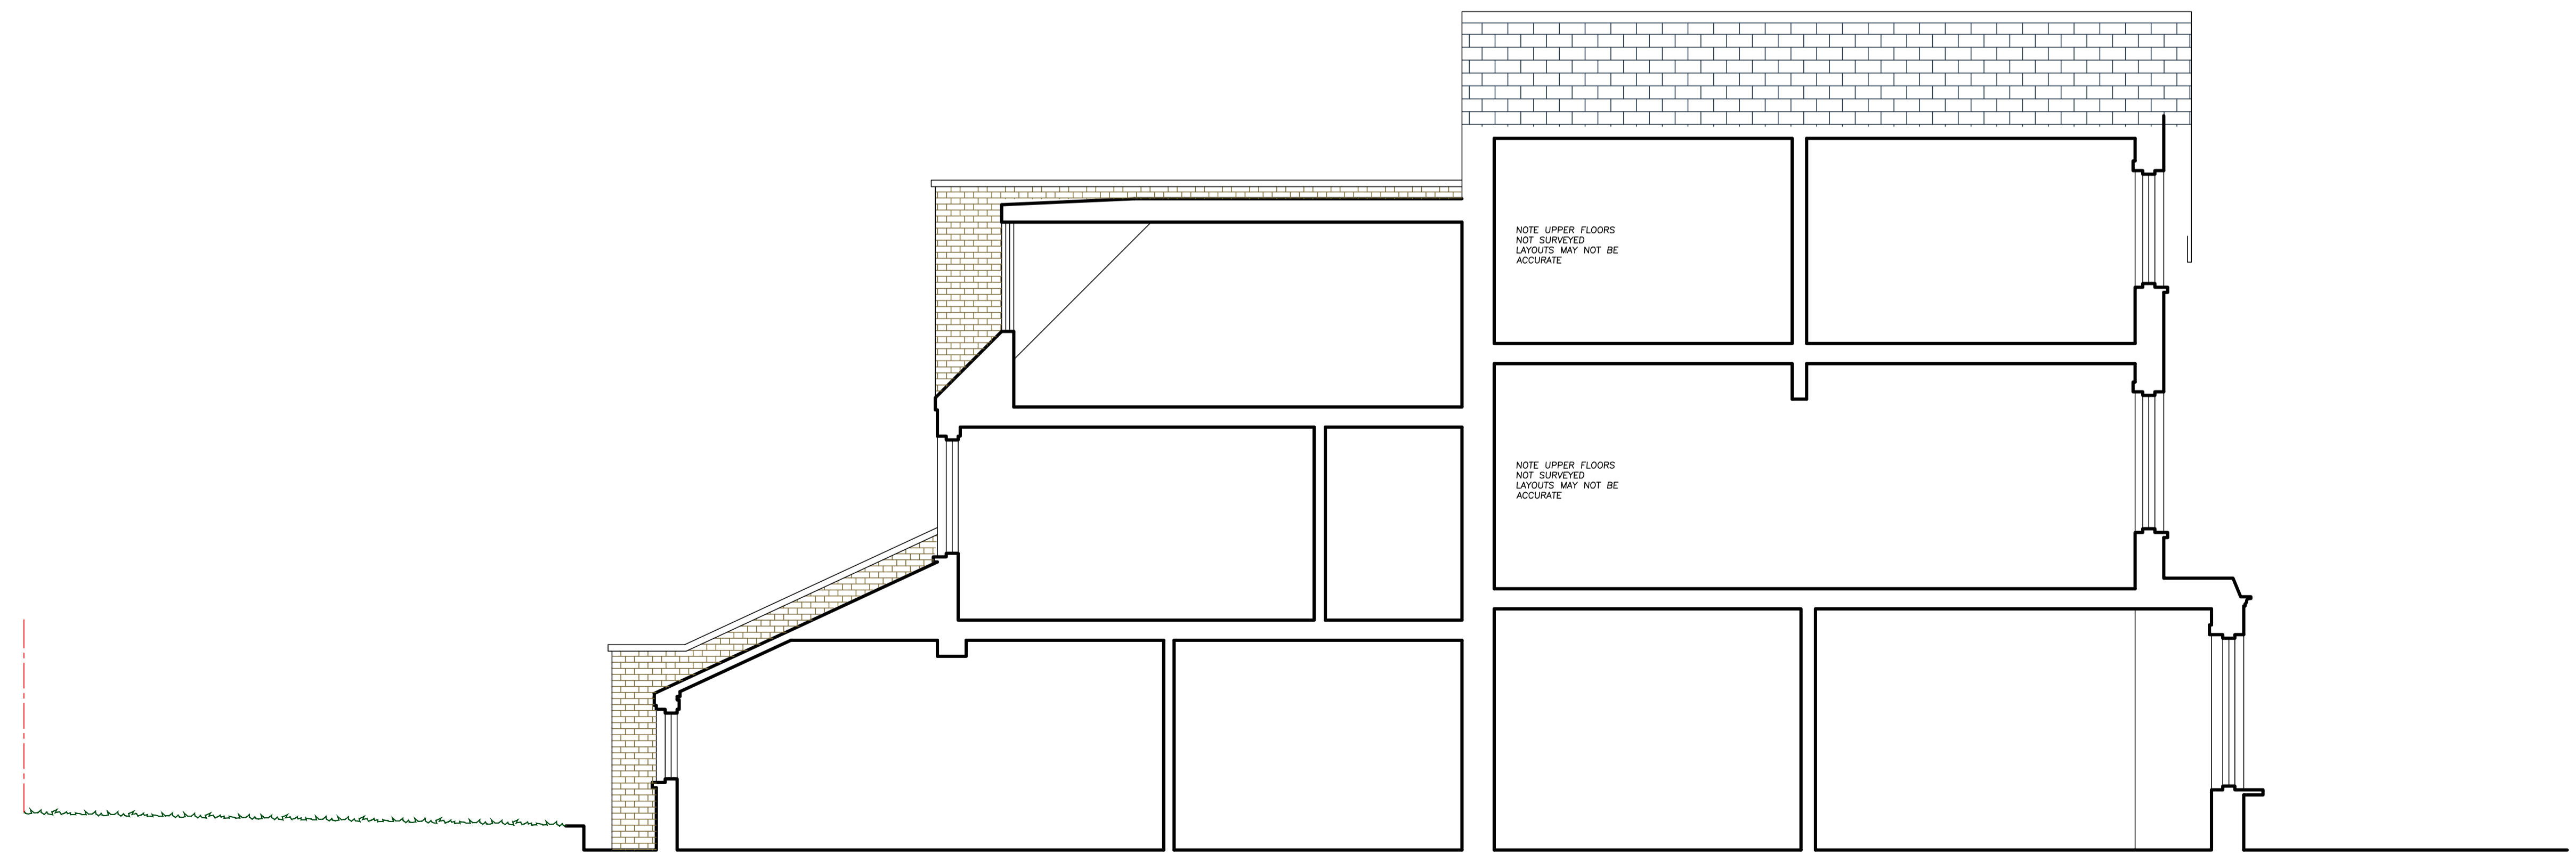 NOTE UPPER FLOORS
NOT SURVEYED
LAYOUTS MAY NOT BE
ACCURATE
NOTE UPPER FLOORS
NOT SURVEYED
LAYOUTS MAY NOT BE
ACCURATE